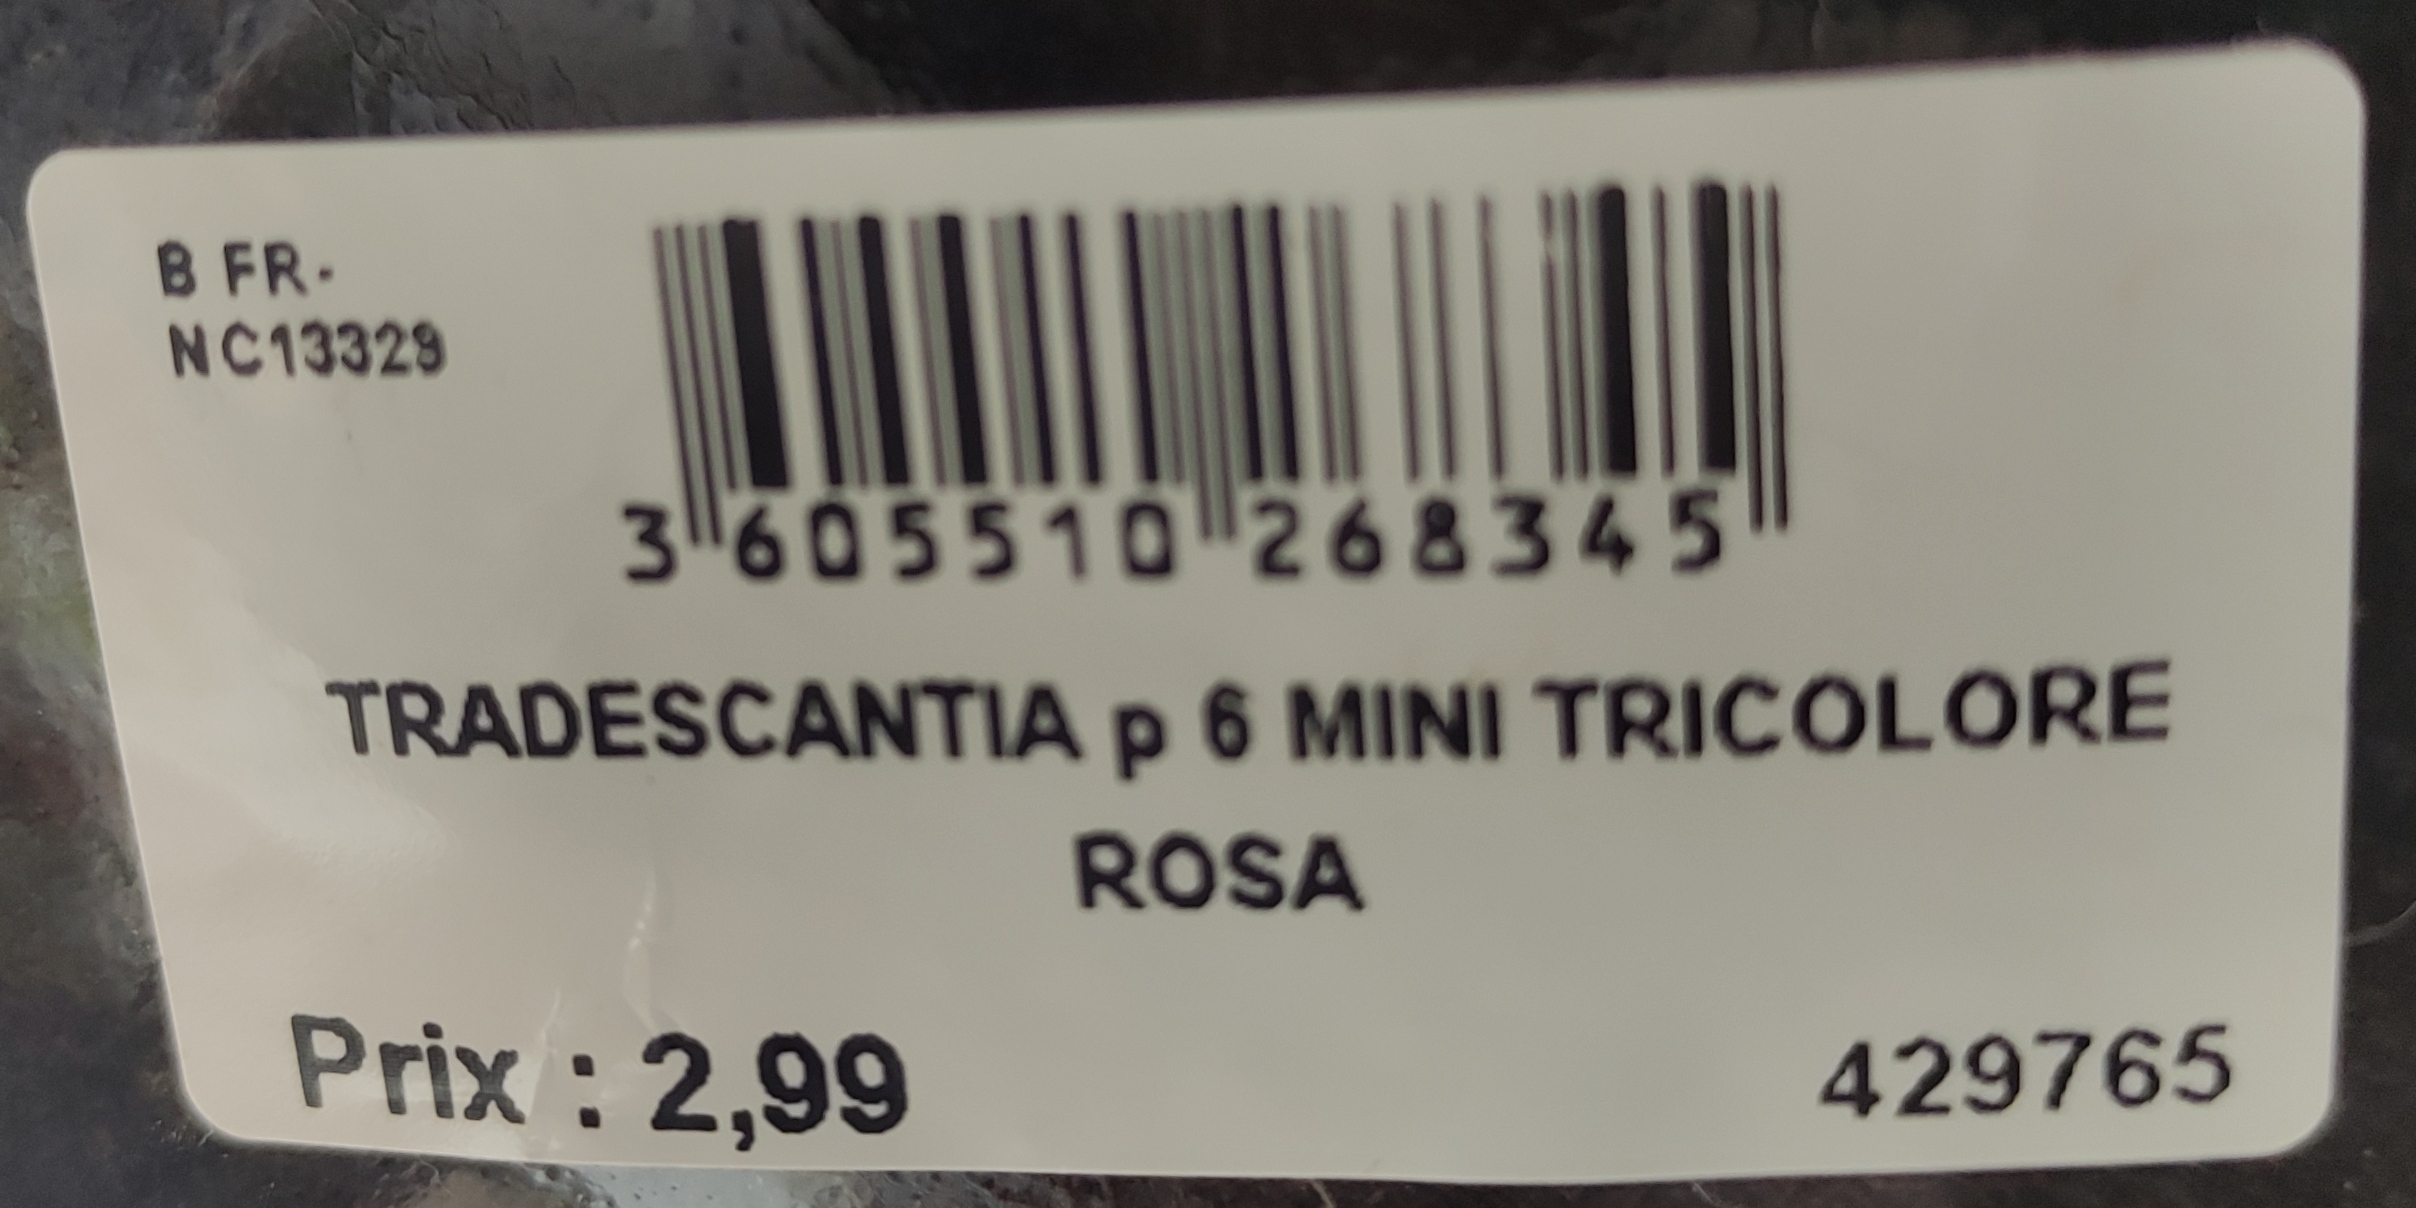 B FR-
NC13329
3 605510 268345
TRADESCANTIA p 6 MINI TRICOLORE
ROSA
Prix : 2,99
429765